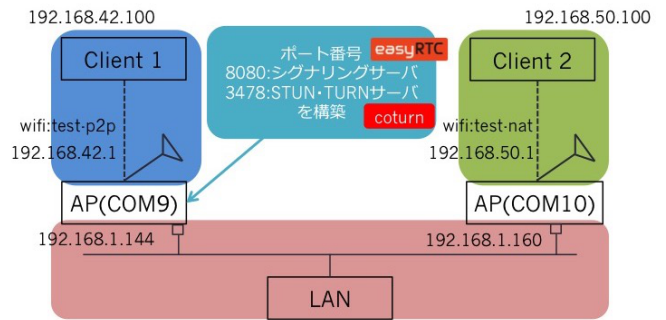 192.168.42.100
192.168.50.100
Client 1
ポート番号 easyRTC
8080:シグナリングサーバ
3478:STUN・TURNサーバ
を構築 coturn
Client 2
wifi:test-p2p
192.168.42.1
wifi:test-nat
192.168.50.1
AP(COM9)
AP(COM10)
192.168.1.144
192.168.1.160
LAN